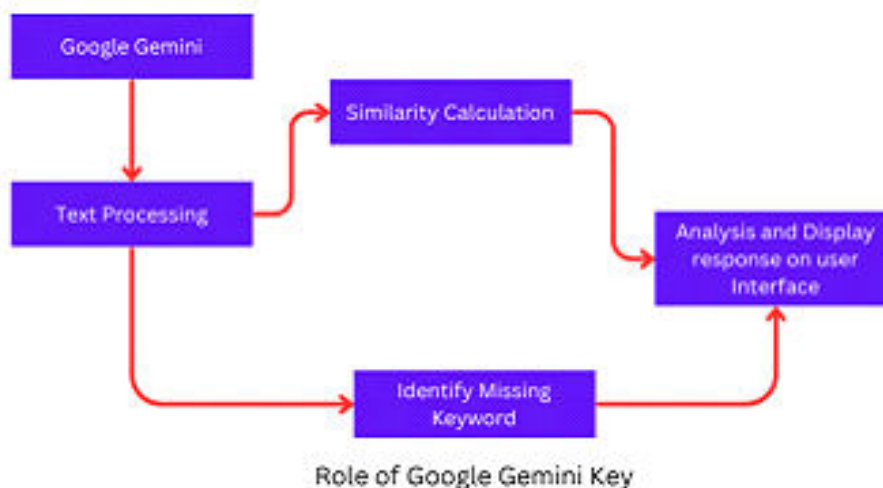 Google Gemini
Similarity Calculation
Text Processing
Analysis and Display
response on user
Interface
Identify Missing
Keyword
Role of Google Gemini Key